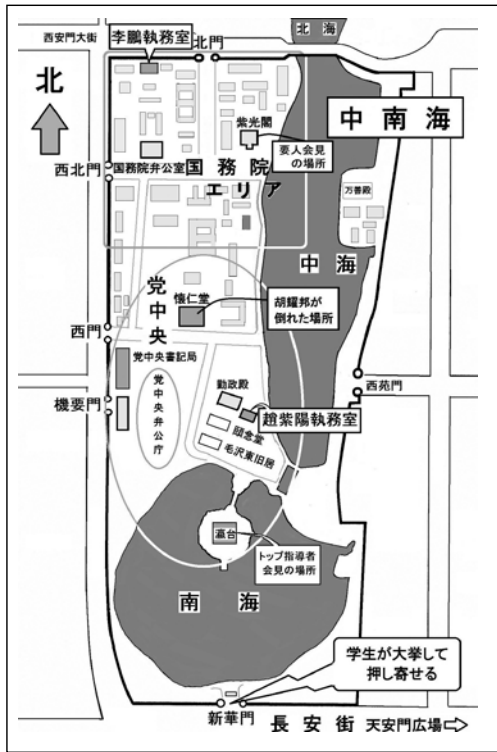 北海
西安門大街
李鵬執務室
北門
北
中南海
紫光閣
要人会見
の場所
西北門
国務院弁公室
国務院
エリア
万善殿
中海
党中央
懐仁堂
胡耀邦が
倒れた場所
西門
党中央書記局
西苑門
機要門
党中央弁公庁
勤政殿
趙紫陽執務室
頤念堂
毛沢東旧居
瀛台
トップ指導者
会見の場所
南海
学生が大挙して
押し寄せる
新華門
長安街 天安門広場